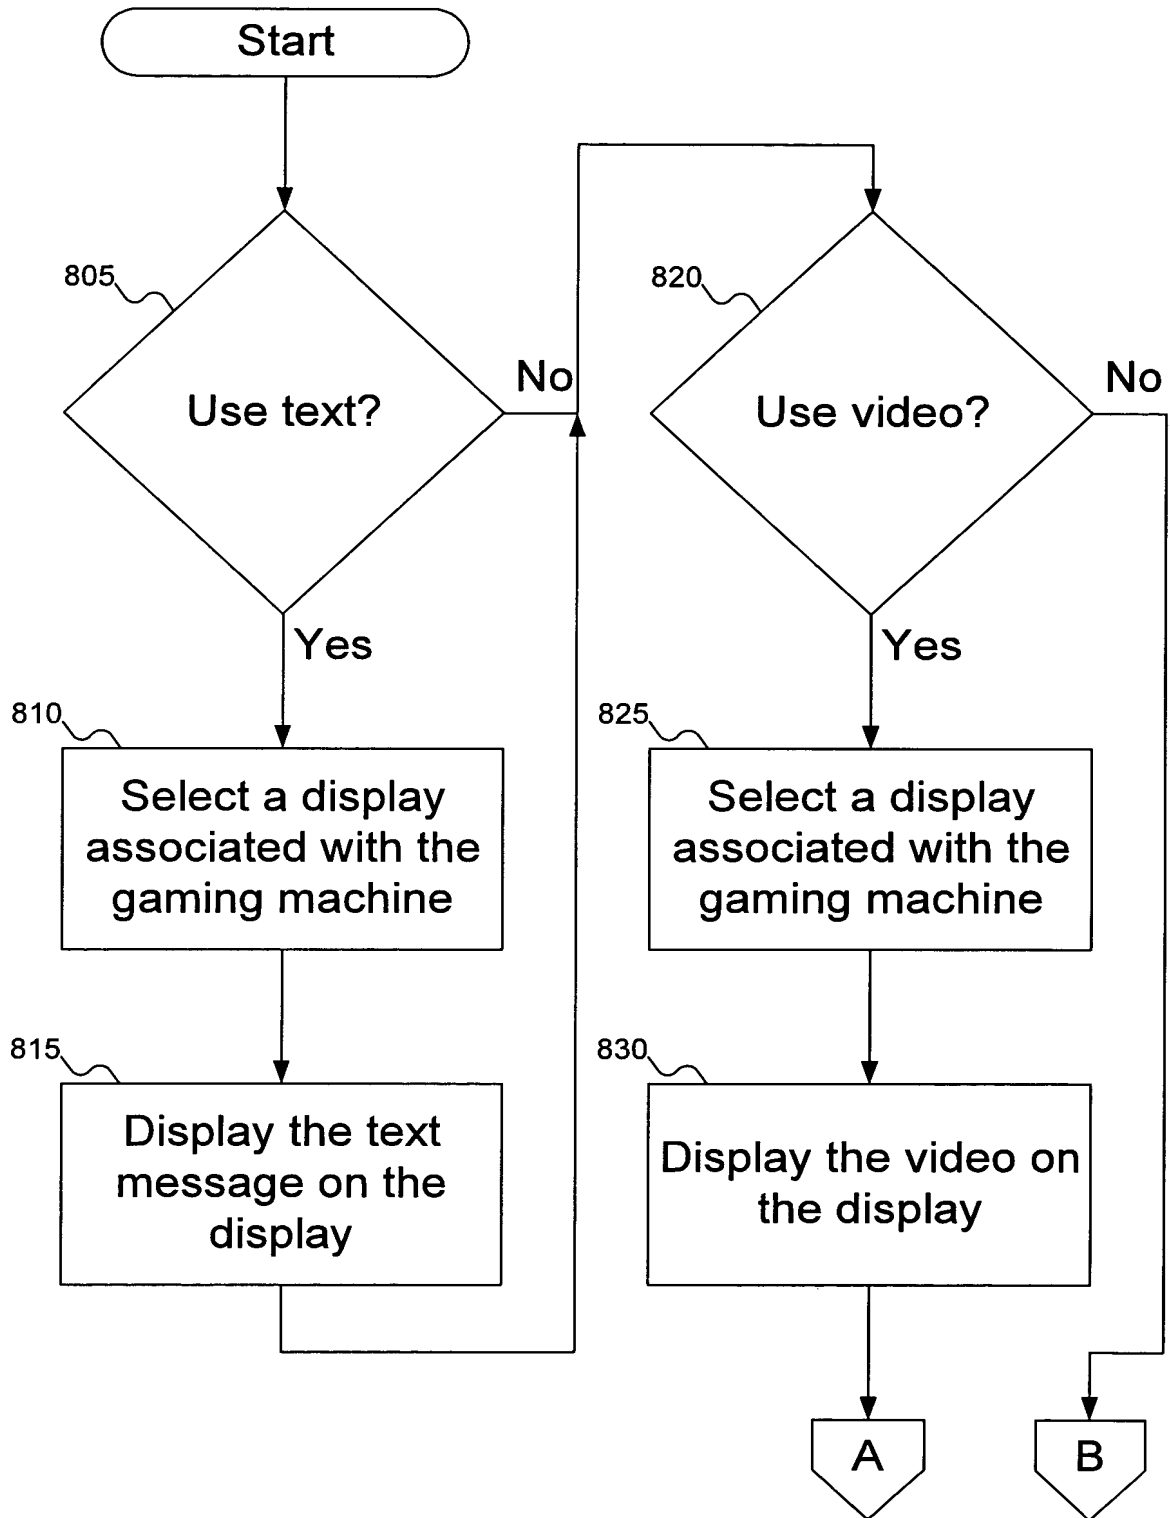 Start
805
Use text?
No
Yes
810
Select a display
associated with the
gaming machine
815
Display the text
message on the
display
820
Use video?
No
Yes
825
Select a display
associated with the
gaming machine
830
Display the video on
the display
A
B